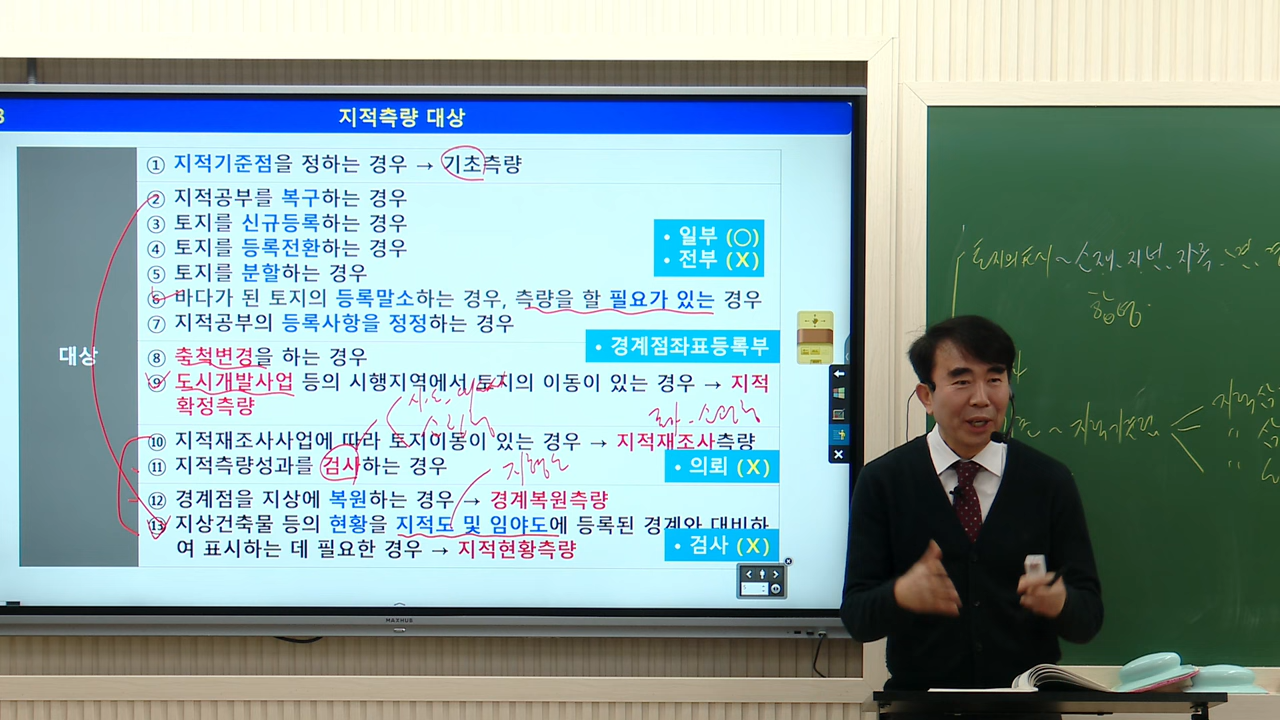 3
지적측량 대상
대상
① 지적기준점을 정하는 경우 → 기초측량
② 지적공부를 복구하는 경우
③ 토지를 신규등록하는 경우
④ 토지를 등록전환하는 경우
⑤ 토지를 분할하는 경우
• 일부 (○)
• 전부 (X)
⑥ 바다가 된 토지의 등록말소하는 경우, 측량을 할 필요가 있는 경우
⑦ 지적공부의 등록사항을 정정하는 경우
• 경계점좌표등록부
⑧ 축척변경을 하는 경우
⑨ 도시개발사업 등의 시행지역에서 토지의 이동이 있는 경우 → 지적
확정측량
⑩ 지적재조사사업에 따라 토지이동이 있는 경우 → 지적재조사측량
⑪ 지적측량성과를 검사하는 경우
• 의뢰 (X)
⑫ 경계점을 지상에 복원하는 경우 → 경계복원측량
⑬ 지상건축물 등의 현황을 지적도 및 임야도에 등록된 경계와 대비하
여 표시하는 데 필요한 경우 → 지적현황측량
• 검사 (X)
MAXHUB
토지의 표시 ~ 소재. 지번. 지목.